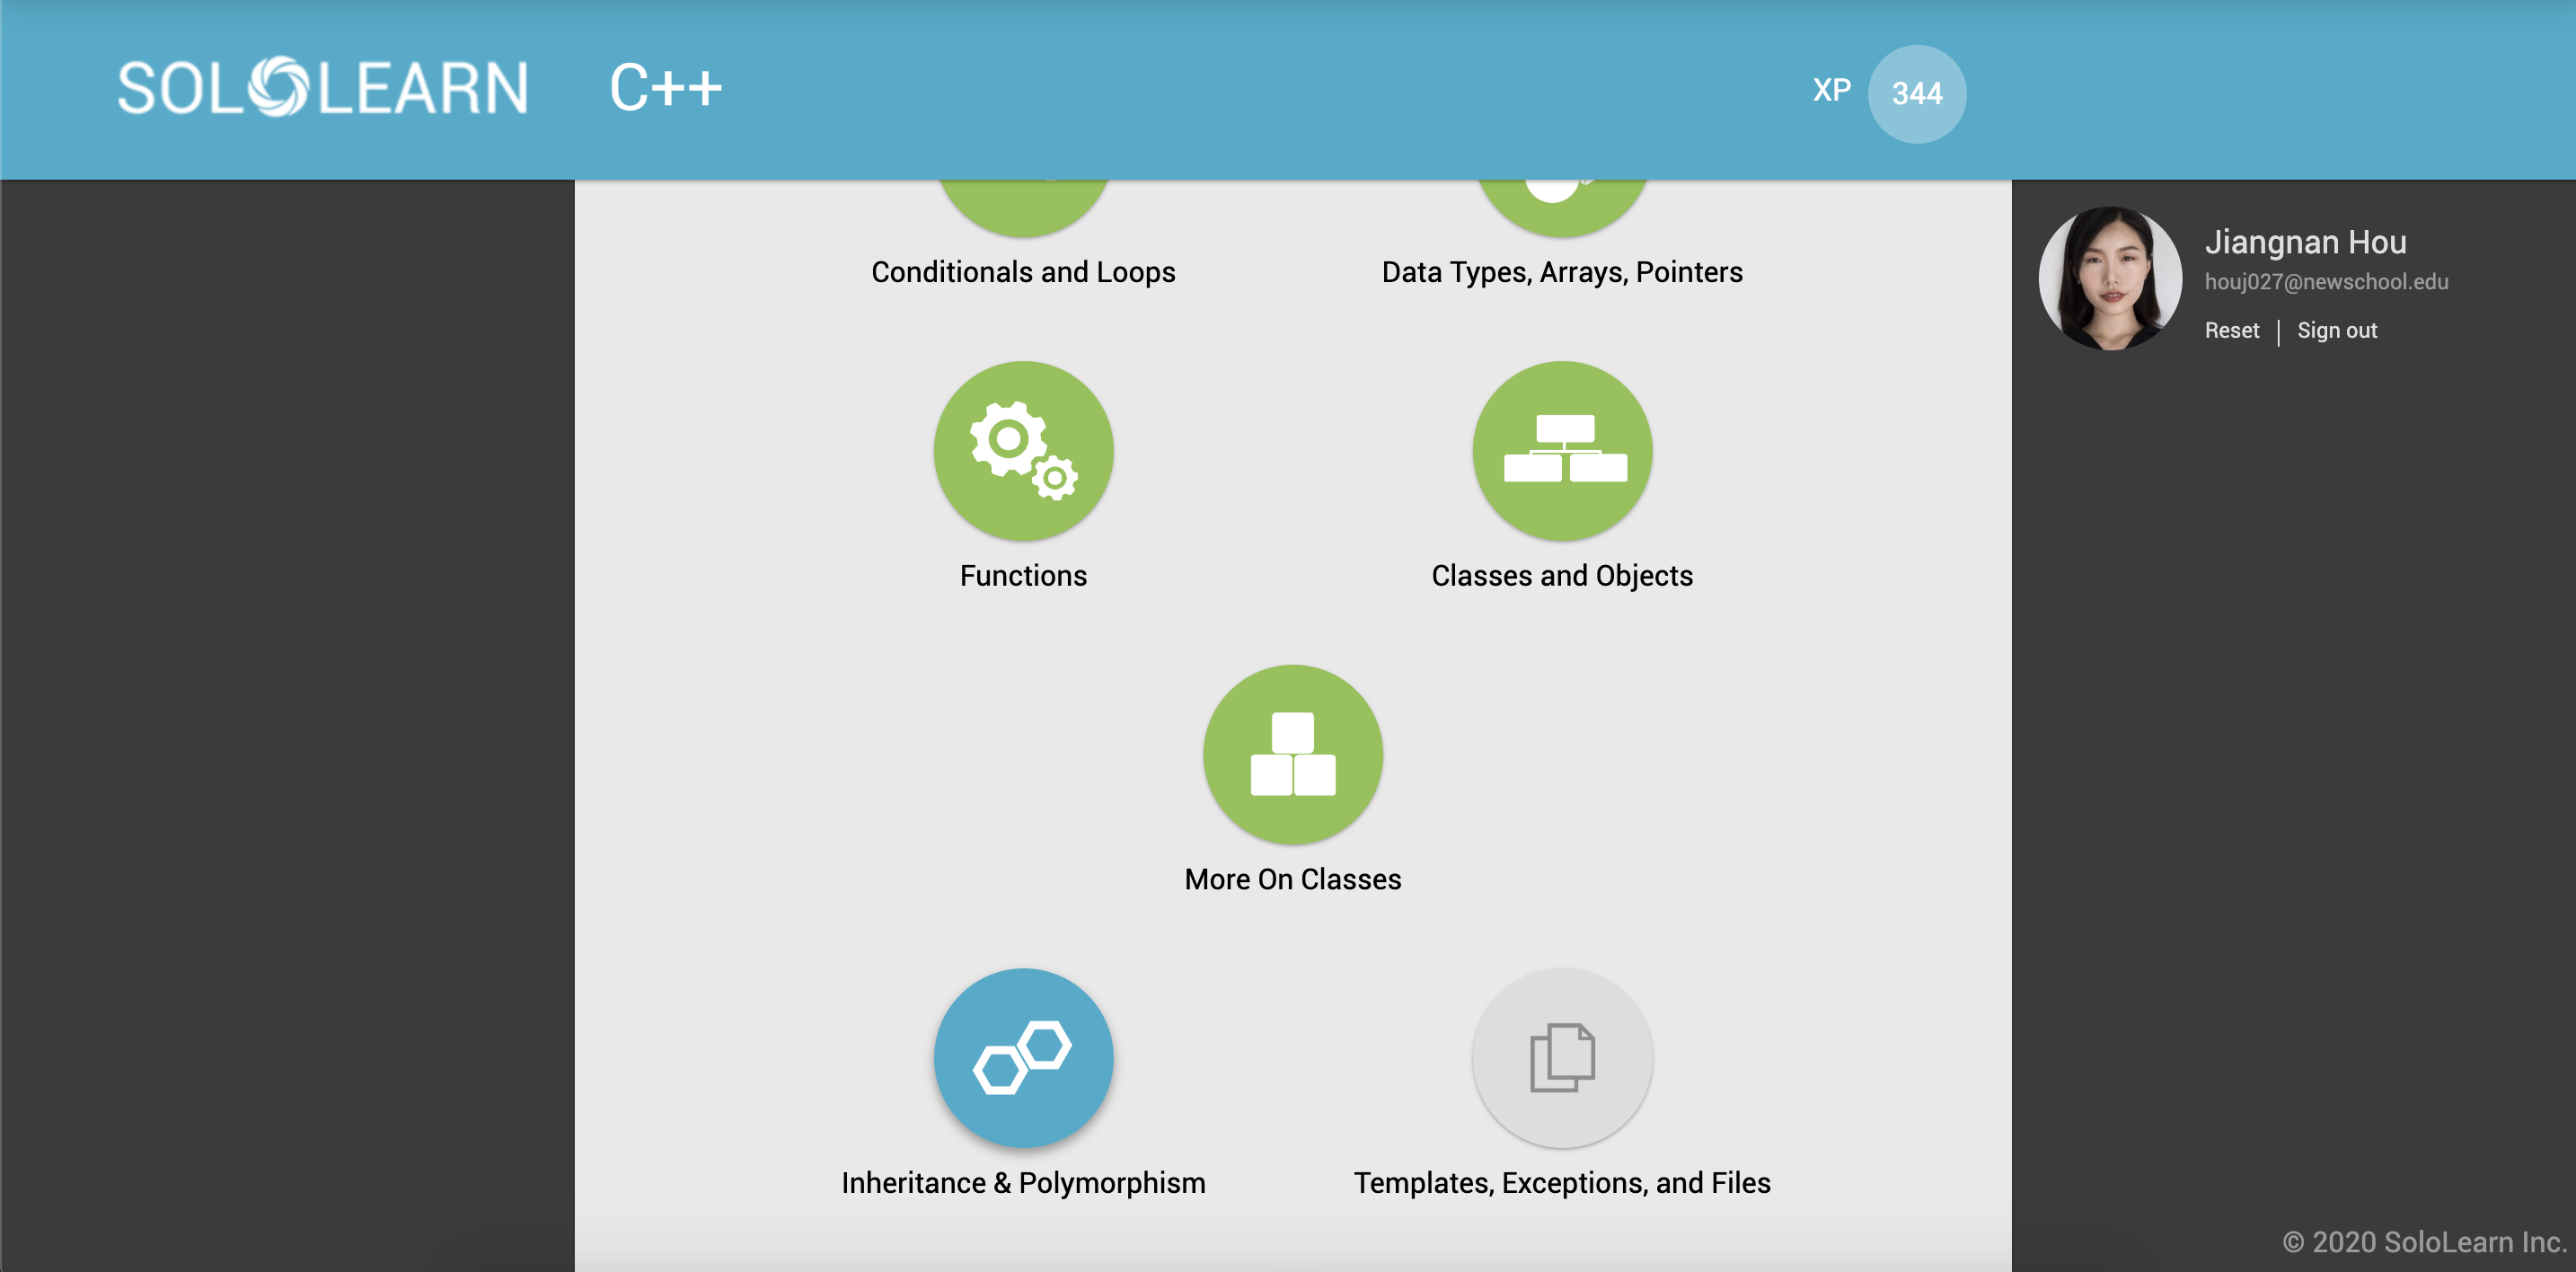 SOLOLEARN
C++
XP 344
Conditionals and Loops
Data Types, Arrays, Pointers
Jiangnan Hou
houj027@newschool.edu
Reset | Sign out
Functions
Classes and Objects
More On Classes
Inheritance & Polymorphism
Templates, Exceptions, and Files
© 2020 SoloLearn Inc.